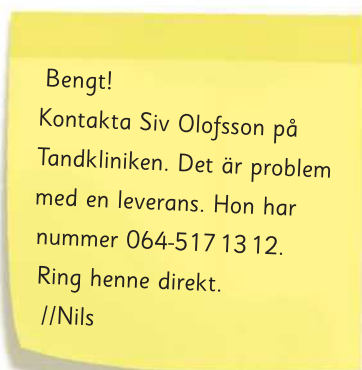 Bengt!
Kontakta Siv Olofsson på
Tandkliniken. Det är problem
med en leverans. Hon har
nummer 064-517 13 12.
Ring henne direkt.
//Nils